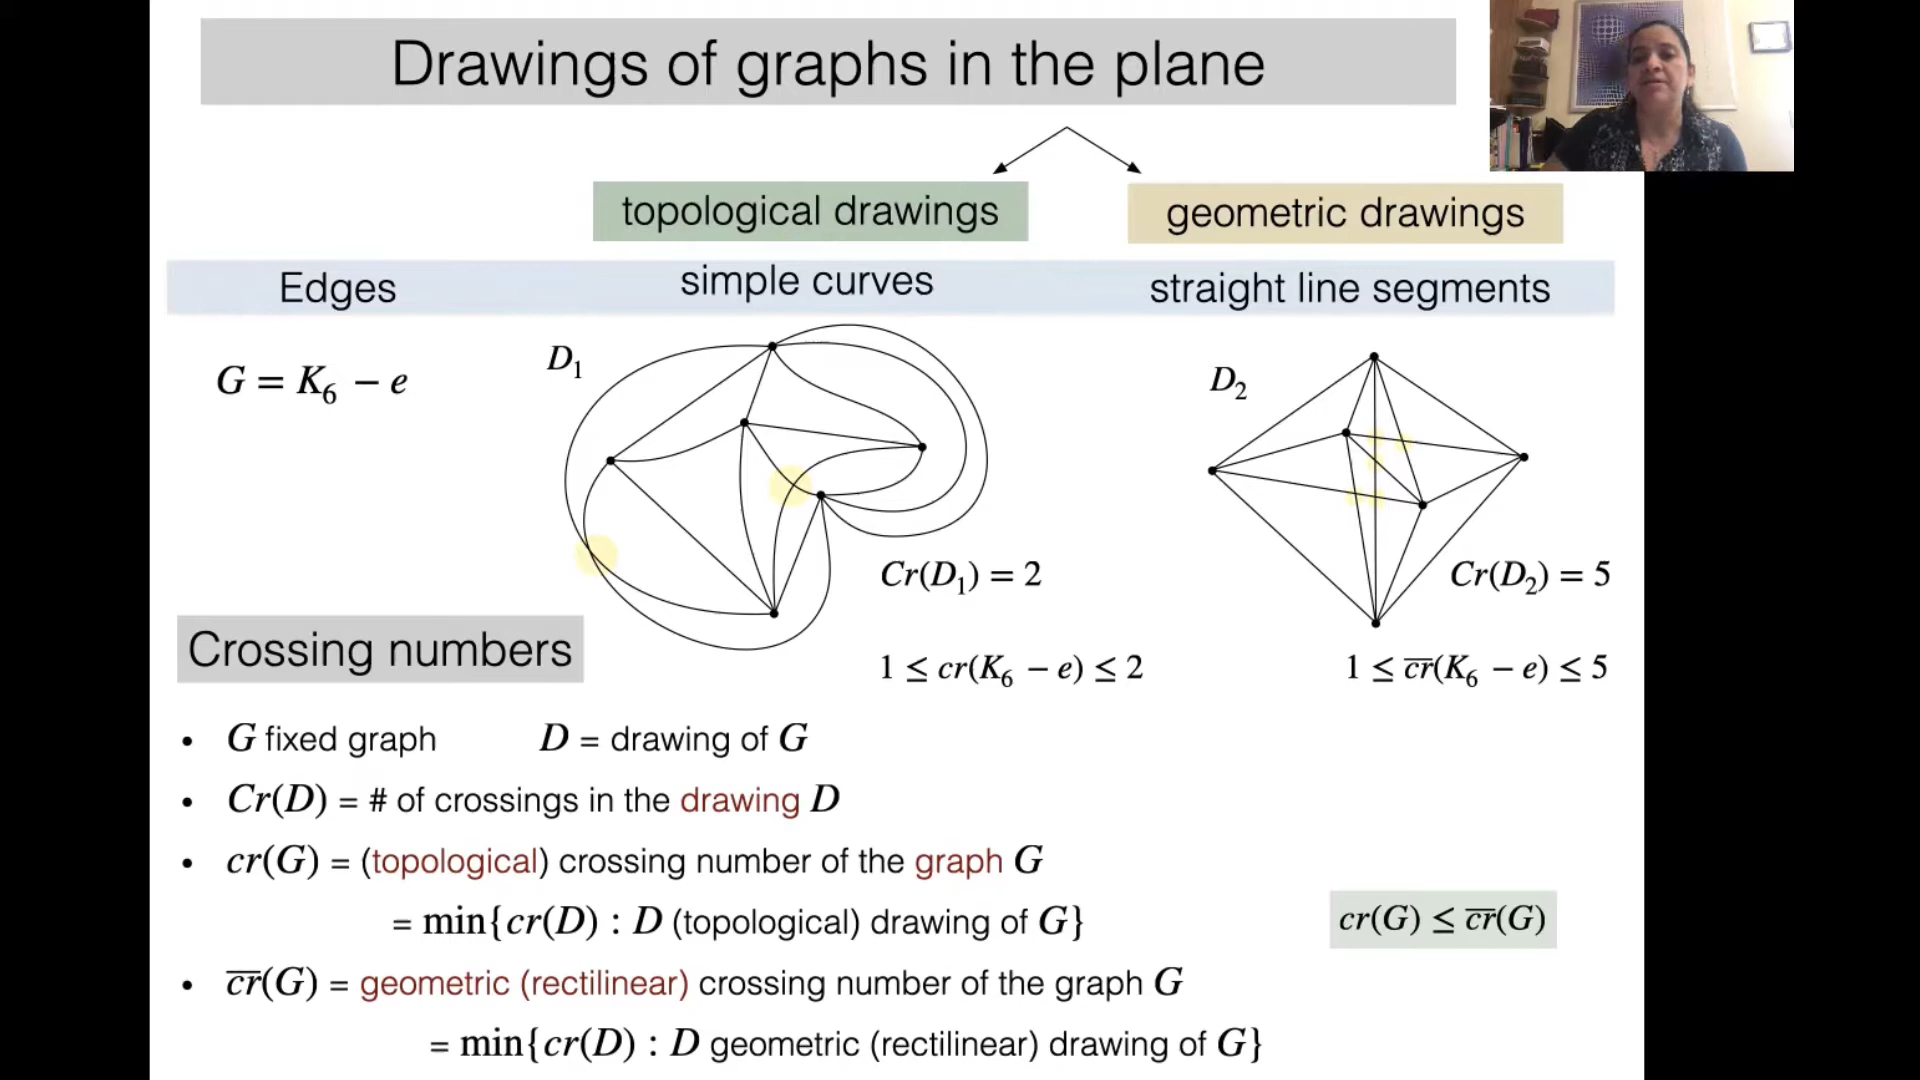 Drawings of graphs in the plane
topological drawings
geometric drawings
Edges
simple curves
straight line segments
G = K₆ − e
D₁
D₂
Cr(D₁) = 2
Cr(D₂) = 5
1 ≤ cr(K₆ − e) ≤ 2
1 ≤ c̅r̅(K₆ − e) ≤ 5
Crossing numbers
• G fixed graph D = drawing of G
• Cr(D) = # of crossings in the drawing D
• cr(G) = (topological) crossing number of the graph G
= min{cr(D) : D (topological) drawing of G}
cr(G) ≤ c̅r̅(G)
• c̅r̅(G) = geometric (rectilinear) crossing number of the graph G
= min{cr(D) : D geometric (rectilinear) drawing of G}